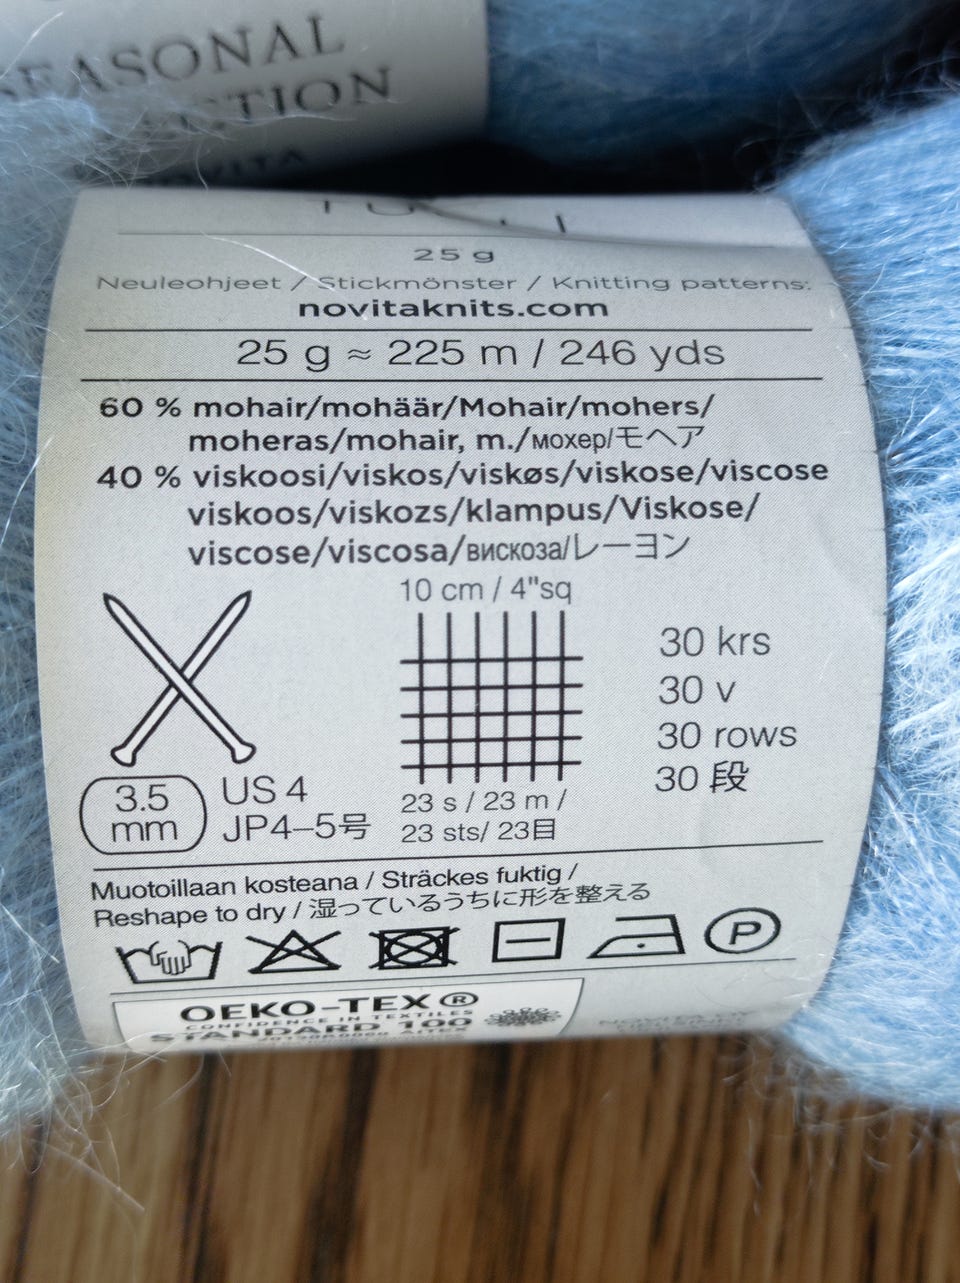 SEASONAL
25 g
Neuleohjeet / Stickmönster / Knitting patterns:
novitaknits.com
25 g ≈ 225 m / 246 yds
60 % mohair/mohäär/Mohair/mohers/
moheras/mohair, m./мохер/モヘア
40 % viskoosi/viskos/viskøs/viskose/viscose
viskoos/viskozs/klampus/Viskose/
viscose/viscosa/вискоза/レーヨン
10 cm / 4"sq
30 krs
30 v
30 rows
30 段
3.5
mm
US 4
JP4–5号
23 s / 23 m /
23 sts/ 23目
Muotoillaan kosteana / Sträckes fuktig /
Reshape to dry / 湿っているうちに形を整える
P
OEKO-TEX®
CONFIDENCE IN TEXTILES
STANDARD 100